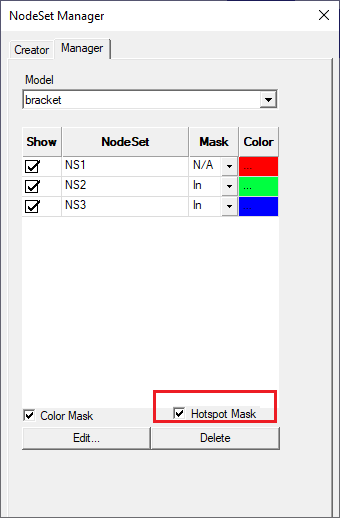 NodeSet Manager
Creator Manager
Model
bracket
Show NodeSet Mask Color
NS1 N/A ...
NS2 In ...
NS3 In ...
Color Mask Hotspot Mask
Edit... Delete